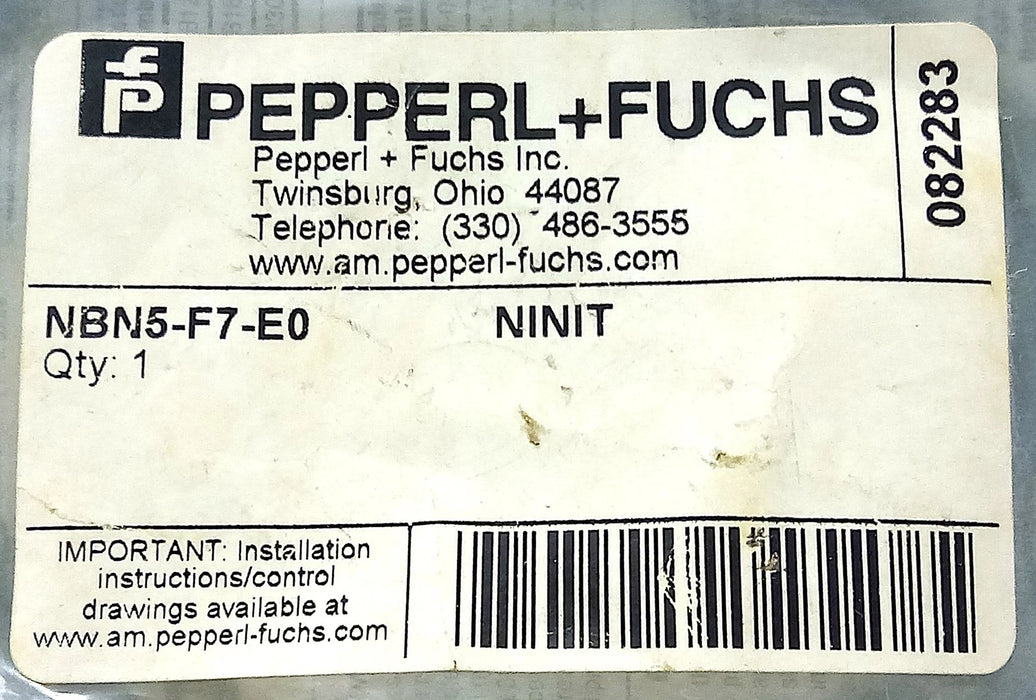 fp PEPPERL+FUCHS
Pepperl + Fuchs Inc.
Twinsburg, Ohio 44087
Telephone: (330) 486-3555
www.am.pepperl-fuchs.com
082283
NBN5-F7-E0 NINIT
Qty: 1
IMPORTANT: Installation
instructions/control
drawings available at
www.am.pepperl-fuchs.com